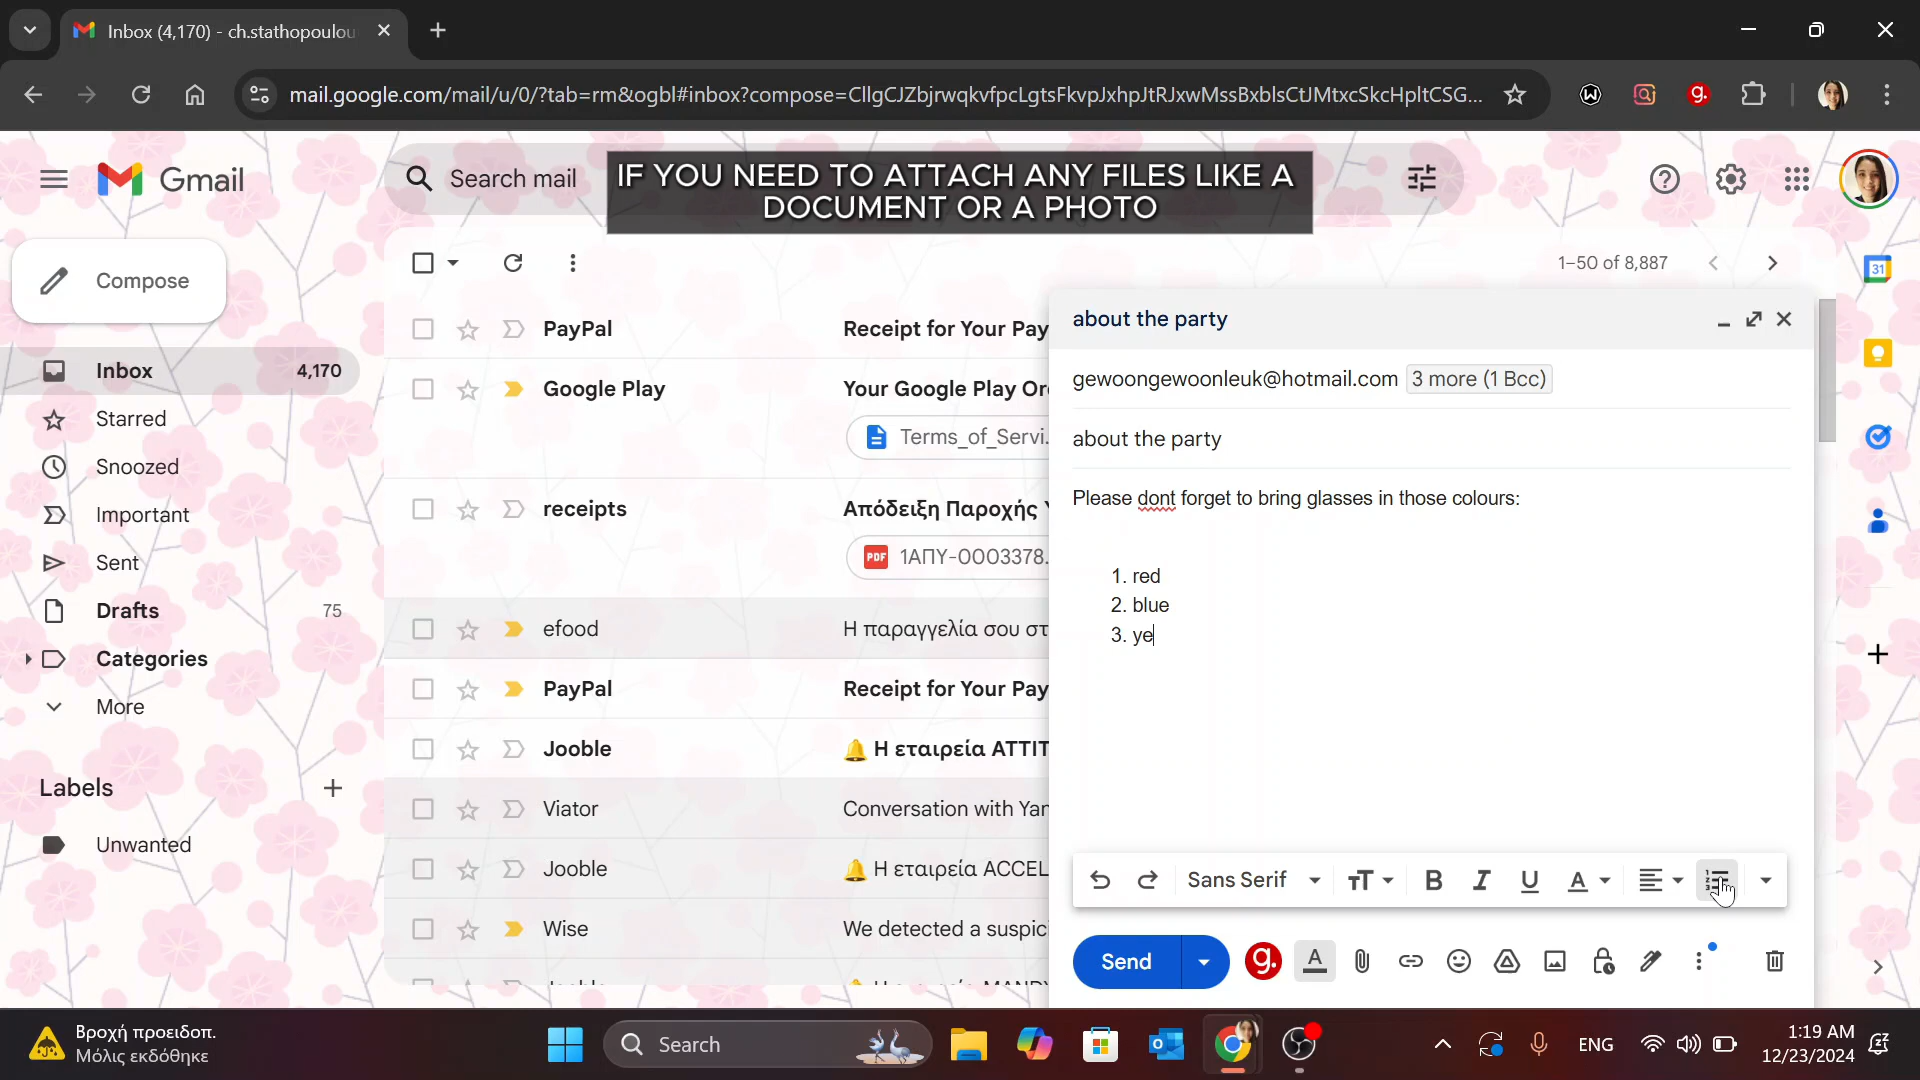 Inbox (4,170) - ch.stathopoulou
mail.google.com/mail/u/0/?tab=rm&ogbl#inbox?compose=CllgCJZbjrwqkvfpcLgtsFkvpJxhpJtRJxwMssBxblsCtJMtxcSkcHpltCSG...
Gmail
Search mail
IF YOU NEED TO ATTACH ANY FILES LIKE A
DOCUMENT OR A PHOTO
Compose
1–50 of 8,887
Inbox 4,170
Starred
Snoozed
Important
Sent
Drafts 75
Categories
More
Labels
Unwanted
PayPal Receipt for Your Pay
Google Play Your Google Play Or
Terms_of_Servi...
receipts Απόδειξη Παροχής
PDF 1ΑΠΥ-0003378.
efood Η παραγγελία σου στ
PayPal Receipt for Your Pay
Jooble Η εταιρεία ATTIT
Viator Conversation with Yan
Jooble Η εταιρεία ACCEL
Wise We detected a suspic
about the party
gewoongewoonleuk@hotmail.com 3 more (1 Bcc)
about the party
Please dont forget to bring glasses in those colours:
1. red
2. blue
3. ye
Sans Serif
Send
g.
31
Βροχή προειδοπ.
Μόλις εκδόθηκε
Search
ENG
1:19 AM
12/23/2024